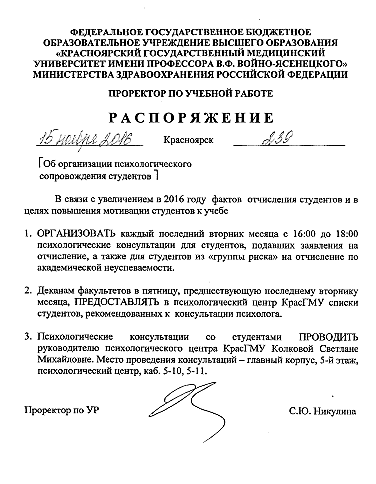 ФЕДЕРАЛЬНОЕ ГОСУДАРСТВЕННОЕ БЮДЖЕТНОЕ
ОБРАЗОВАТЕЛЬНОЕ УЧРЕЖДЕНИЕ ВЫСШЕГО ОБРАЗОВАНИЯ
«КРАСНОЯРСКИЙ ГОСУДАРСТВЕННЫЙ МЕДИЦИНСКИЙ
УНИВЕРСИТЕТ ИМЕНИ ПРОФЕССОРА В.Ф. ВОЙНО-ЯСЕНЕЦКОГО»
МИНИСТЕРСТВА ЗДРАВООХРАНЕНИЯ РОССИЙСКОЙ ФЕДЕРАЦИИ
ПРОРЕКТОР ПО УЧЕБНОЙ РАБОТЕ
РАСПОРЯЖЕНИЕ
15 ноября 2016 Красноярск 239
Об организации психологического
сопровождения студентов
В связи с увеличением в 2016 году фактов отчисления студентов и в
целях повышения мотивации студентов к учебе
1. ОРГАНИЗОВАТЬ каждый последний вторник месяца с 16:00 до 18:00
психологические консультации для студентов, подавших заявления на
отчисление, а также для студентов из «группы риска» на отчисление по
академической неуспеваемости.
2. Деканам факультетов в пятницу, предшествующую последнему вторнику
месяца, ПРЕДОСТАВЛЯТЬ в психологический центр КрасГМУ списки
студентов, рекомендованных к консультации психолога.
3. Психологические консультации со студентами ПРОВОДИТЬ
руководителю психологического центра КрасГМУ Колковой Светлане
Михайловне. Место проведения консультаций – главный корпус, 5-й этаж,
психологический центр, каб. 5-10, 5-11.
Проректор по УР С.Ю. Никулина